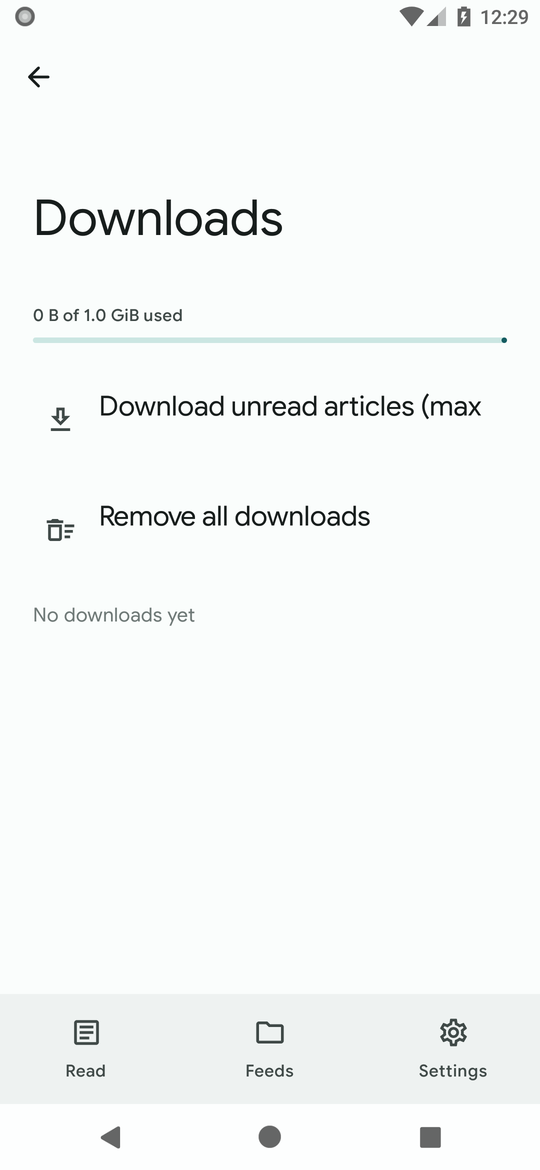 12:29
Downloads
0 B of 1.0 GiB used
Download unread articles (max
Remove all downloads
No downloads yet
Read
Feeds
Settings